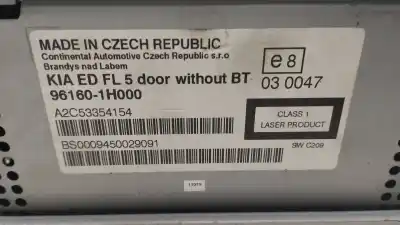 MADE IN CZECH REPUBLIC
Continental Automotive Czech Republic s.r.o
Brandys nad Labem
KIA ED FL 5 door without BT
96160-1H000
A2C53354154
BS0009450029091
e8
03 0047
CLASS 1
LASER PRODUCT
SW C209